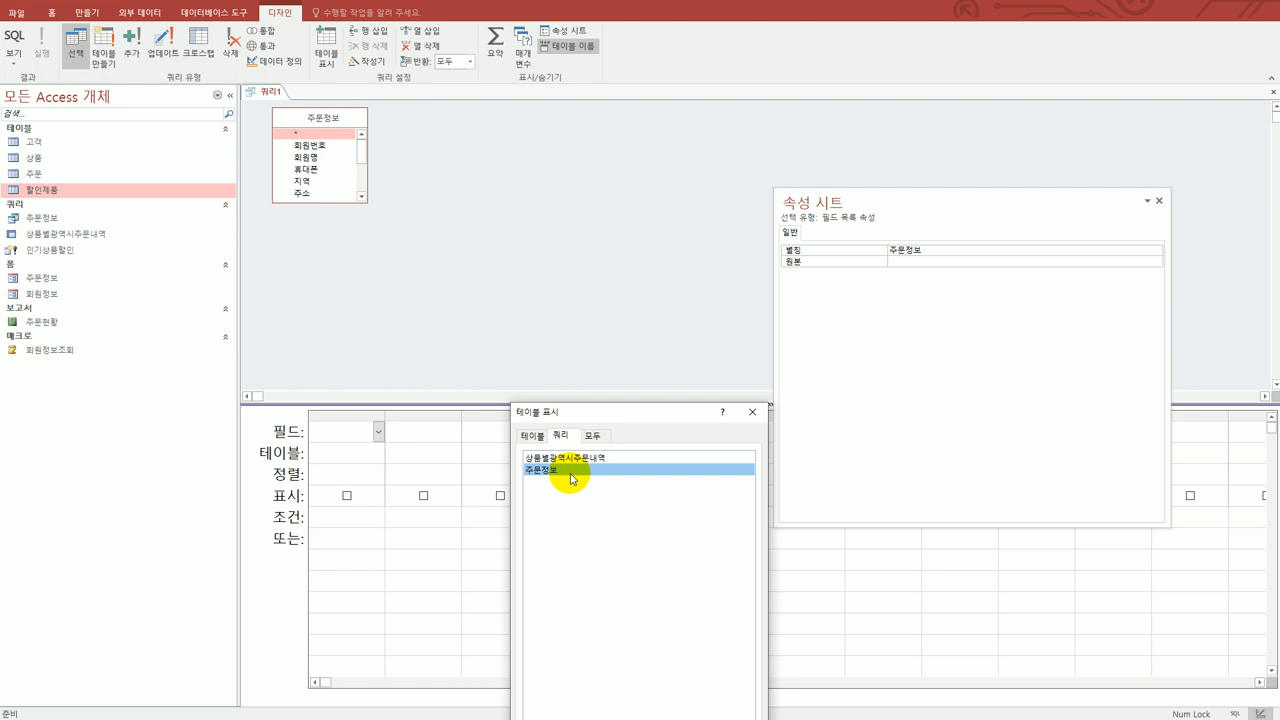 파일 홈 만들기 외부 데이터 데이터베이스 도구 디자인 수행할 작업을 알려 주세요.
SQL
보기
실행
선택
테이블
만들기
추가
업데이트
크로스탭
삭제
통합
통과
데이터 정의
테이블
표시
행 삽입
행 삭제
작성기
열 삽입
열 삭제
반환: 모두
요약
매개
변수
속성 시트
테이블 이름
결과 쿼리 유형 쿼리 설정 표시/숨기기
모든 Access 개체
검색...
테이블
고객
상품
주문
할인제품
쿼리
주문정보
상품별광역시주문내역
인기상품할인
폼
주문정보
회원정보
보고서
주문현황
매크로
회원정보조회
쿼리1
주문정보
*
회원번호
회원명
휴대폰
지역
주소
속성 시트
선택 유형: 필드 목록 속성
일반
별칭 주문정보
원본
필드:
테이블:
정렬:
표시:
조건:
또는:
테이블 표시 ?
테이블 쿼리 모두
상품별광역시주문내역
주문정보
준비 Num Lock SQL